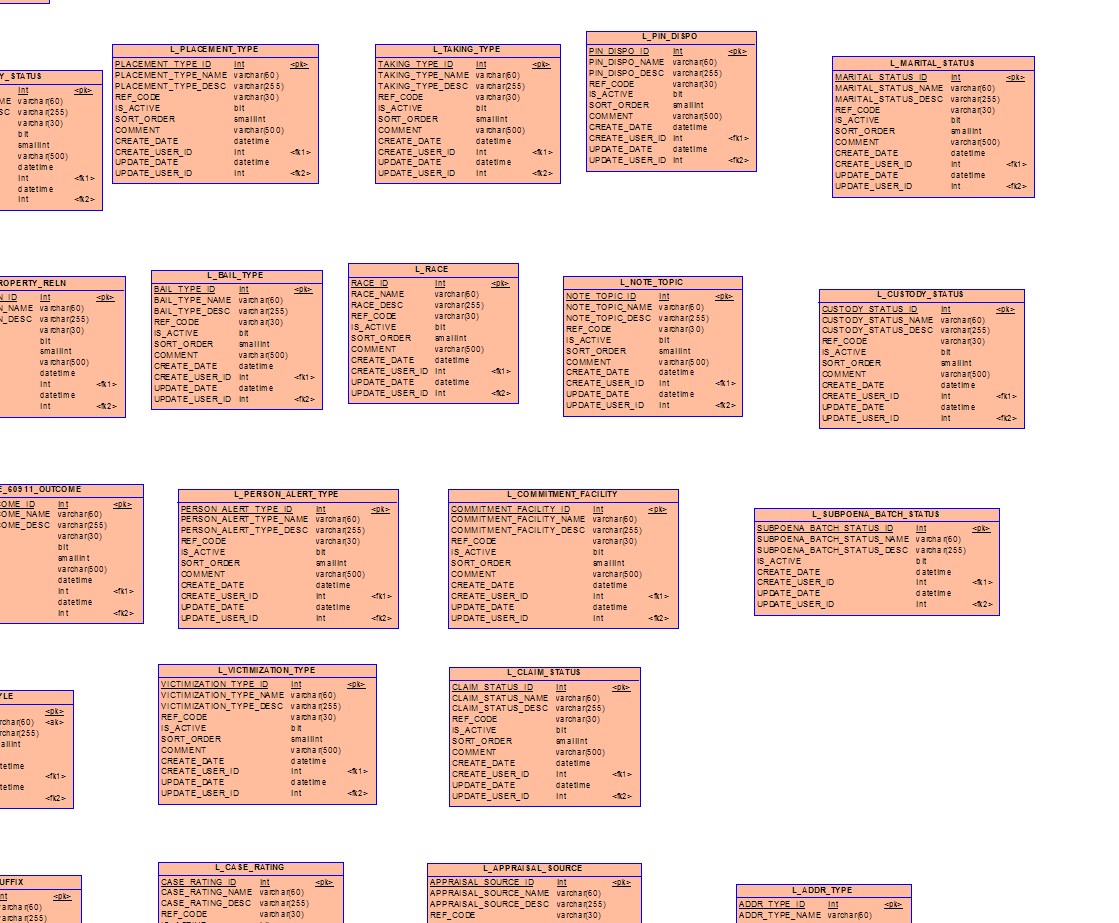 Y_STATUS
Int <pk>
ME varchar(60)
SC varchar(255)
varchar(30)
bit
smallint
varchar(500)
datetime
Int <fk1>
datetime
Int <fk2>
L_PLACEMENT_TYPE
PLACEMENT_TYPE_ID Int <pk>
PLACEMENT_TYPE_NAME varchar(60)
PLACEMENT_TYPE_DESC varchar(255)
REF_CODE varchar(30)
IS_ACTIVE bit
SORT_ORDER smallint
COMMENT varchar(500)
CREATE_DATE datetime
CREATE_USER_ID Int <fk1>
UPDATE_DATE datetime
UPDATE_USER_ID Int <fk2>
L_TAKING_TYPE
TAKING_TYPE_ID Int <pk>
TAKING_TYPE_NAME varchar(60)
TAKING_TYPE_DESC varchar(255)
REF_CODE varchar(30)
IS_ACTIVE bit
SORT_ORDER smallint
COMMENT varchar(500)
CREATE_DATE datetime
CREATE_USER_ID Int <fk1>
UPDATE_DATE datetime
UPDATE_USER_ID Int <fk2>
L_PIN_DISPO
PIN_DISPO_ID Int <pk>
PIN_DISPO_NAME varchar(60)
PIN_DISPO_DESC varchar(255)
REF_CODE varchar(30)
IS_ACTIVE bit
SORT_ORDER smallint
COMMENT varchar(500)
CREATE_DATE datetime
CREATE_USER_ID Int <fk1>
UPDATE_DATE datetime
UPDATE_USER_ID Int <fk2>
L_MARITAL_STATUS
MARITAL_STATUS_ID Int <pk>
MARITAL_STATUS_NAME varchar(60)
MARITAL_STATUS_DESC varchar(255)
REF_CODE varchar(30)
IS_ACTIVE bit
SORT_ORDER smallint
COMMENT varchar(500)
CREATE_DATE datetime
CREATE_USER_ID Int <fk1>
UPDATE_DATE datetime
UPDATE_USER_ID Int <fk2>
ROPERTY_RELN
N_ID Int <pk>
N_NAME varchar(60)
N_DESC varchar(255)
varchar(30)
bit
smallint
varchar(500)
datetime
Int <fk1>
datetime
Int <fk2>
L_BAIL_TYPE
BAIL_TYPE_ID Int <pk>
BAIL_TYPE_NAME varchar(60)
BAIL_TYPE_DESC varchar(255)
REF_CODE varchar(30)
IS_ACTIVE bit
SORT_ORDER smallint
COMMENT varchar(500)
CREATE_DATE datetime
CREATE_USER_ID Int <fk1>
UPDATE_DATE datetime
UPDATE_USER_ID Int <fk2>
L_RACE
RACE_ID Int <pk>
RACE_NAME varchar(60)
RACE_DESC varchar(255)
REF_CODE varchar(30)
IS_ACTIVE bit
SORT_ORDER smallint
COMMENT varchar(500)
CREATE_DATE datetime
CREATE_USER_ID Int <fk1>
UPDATE_DATE datetime
UPDATE_USER_ID Int <fk2>
L_NOTE_TOPIC
NOTE_TOPIC_ID Int <pk>
NOTE_TOPIC_NAME varchar(60)
NOTE_TOPIC_DESC varchar(255)
REF_CODE varchar(30)
IS_ACTIVE bit
SORT_ORDER smallint
COMMENT varchar(500)
CREATE_DATE datetime
CREATE_USER_ID Int <fk1>
UPDATE_DATE datetime
UPDATE_USER_ID Int <fk2>
L_CUSTODY_STATUS
CUSTODY_STATUS_ID Int <pk>
CUSTODY_STATUS_NAME varchar(60)
CUSTODY_STATUS_DESC varchar(255)
REF_CODE varchar(30)
IS_ACTIVE bit
SORT_ORDER smallint
COMMENT varchar(500)
CREATE_DATE datetime
CREATE_USER_ID Int <fk1>
UPDATE_DATE datetime
UPDATE_USER_ID Int <fk2>
E_60911_OUTCOME
COME_ID Int <pk>
COME_NAME varchar(60)
COME_DESC varchar(255)
varchar(30)
bit
smallint
varchar(500)
datetime
Int <fk1>
datetime
Int <fk2>
L_PERSON_ALERT_TYPE
PERSON_ALERT_TYPE_ID Int <pk>
PERSON_ALERT_TYPE_NAME varchar(60)
PERSON_ALERT_TYPE_DESC varchar(255)
REF_CODE varchar(30)
IS_ACTIVE bit
SORT_ORDER smallint
COMMENT varchar(500)
CREATE_DATE datetime
CREATE_USER_ID Int <fk1>
UPDATE_DATE datetime
UPDATE_USER_ID Int <fk2>
L_COMMITMENT_FACILITY
COMMITMENT_FACILITY_ID Int <pk>
COMMITMENT_FACILITY_NAME varchar(60)
COMMITMENT_FACILITY_DESC varchar(255)
REF_CODE varchar(30)
IS_ACTIVE bit
SORT_ORDER smallint
COMMENT varchar(500)
CREATE_DATE datetime
CREATE_USER_ID Int <fk1>
UPDATE_DATE datetime
UPDATE_USER_ID Int <fk2>
L_SUBPOENA_BATCH_STATUS
SUBPOENA_BATCH_STATUS_ID Int <pk>
SUBPOENA_BATCH_STATUS_NAME varchar(60)
SUBPOENA_BATCH_STATUS_DESC varchar(255)
IS_ACTIVE bit
CREATE_DATE datetime
CREATE_USER_ID Int <fk1>
UPDATE_DATE datetime
UPDATE_USER_ID Int <fk2>
YLE
<pk>
rchar(60) <ak>
rchar(255)
allint
tetime
<fk1>
tetime
<fk2>
L_VICTIMIZATION_TYPE
VICTIMIZATION_TYPE_ID Int <pk>
VICTIMIZATION_TYPE_NAME varchar(60)
VICTIMIZATION_TYPE_DESC varchar(255)
REF_CODE varchar(30)
IS_ACTIVE bit
SORT_ORDER smallint
COMMENT varchar(500)
CREATE_DATE datetime
CREATE_USER_ID Int <fk1>
UPDATE_DATE datetime
UPDATE_USER_ID Int <fk2>
L_CLAIM_STATUS
CLAIM_STATUS_ID Int <pk>
CLAIM_STATUS_NAME varchar(60)
CLAIM_STATUS_DESC varchar(255)
REF_CODE varchar(30)
IS_ACTIVE bit
SORT_ORDER smallint
COMMENT varchar(500)
CREATE_DATE datetime
CREATE_USER_ID Int <fk1>
UPDATE_DATE datetime
UPDATE_USER_ID Int <fk2>
UFFIX
nt <pk>
archar(60)
archar(255)
L_CASE_RATING
CASE_RATING_ID Int <pk>
CASE_RATING_NAME varchar(60)
CASE_RATING_DESC varchar(255)
REF_CODE varchar(30)
L_APPRAISAL_SOURCE
APPRAISAL_SOURCE_ID Int <pk>
APPRAISAL_SOURCE_NAME varchar(60)
APPRAISAL_SOURCE_DESC varchar(255)
REF_CODE varchar(30)
L_ADDR_TYPE
ADDR_TYPE_ID Int <pk>
ADDR_TYPE_NAME varchar(60)